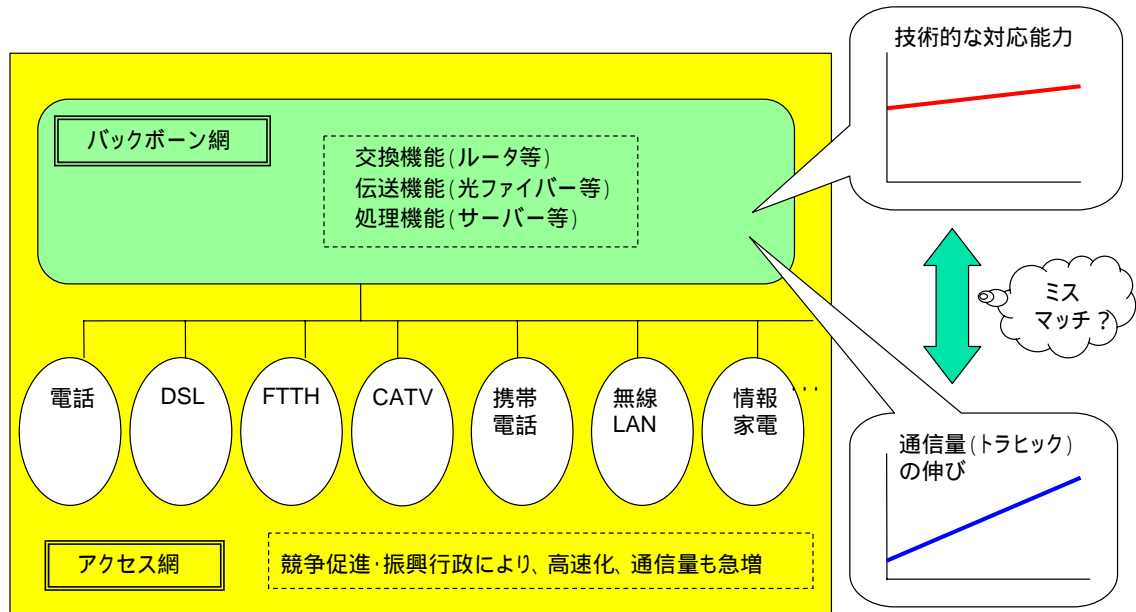 技術的な対応能力
バックボーン網
交換機能(ルータ等)
伝送機能(光ファイバー等)
処理機能(サーバー等)
ミス
マッチ?
電話
DSL
FTTH
CATV
携帯
電話
無線
LAN
情報
家電
･･･
通信量(トラヒック)
の伸び
アクセス網
競争促進･振興行政により、高速化、通信量も急増